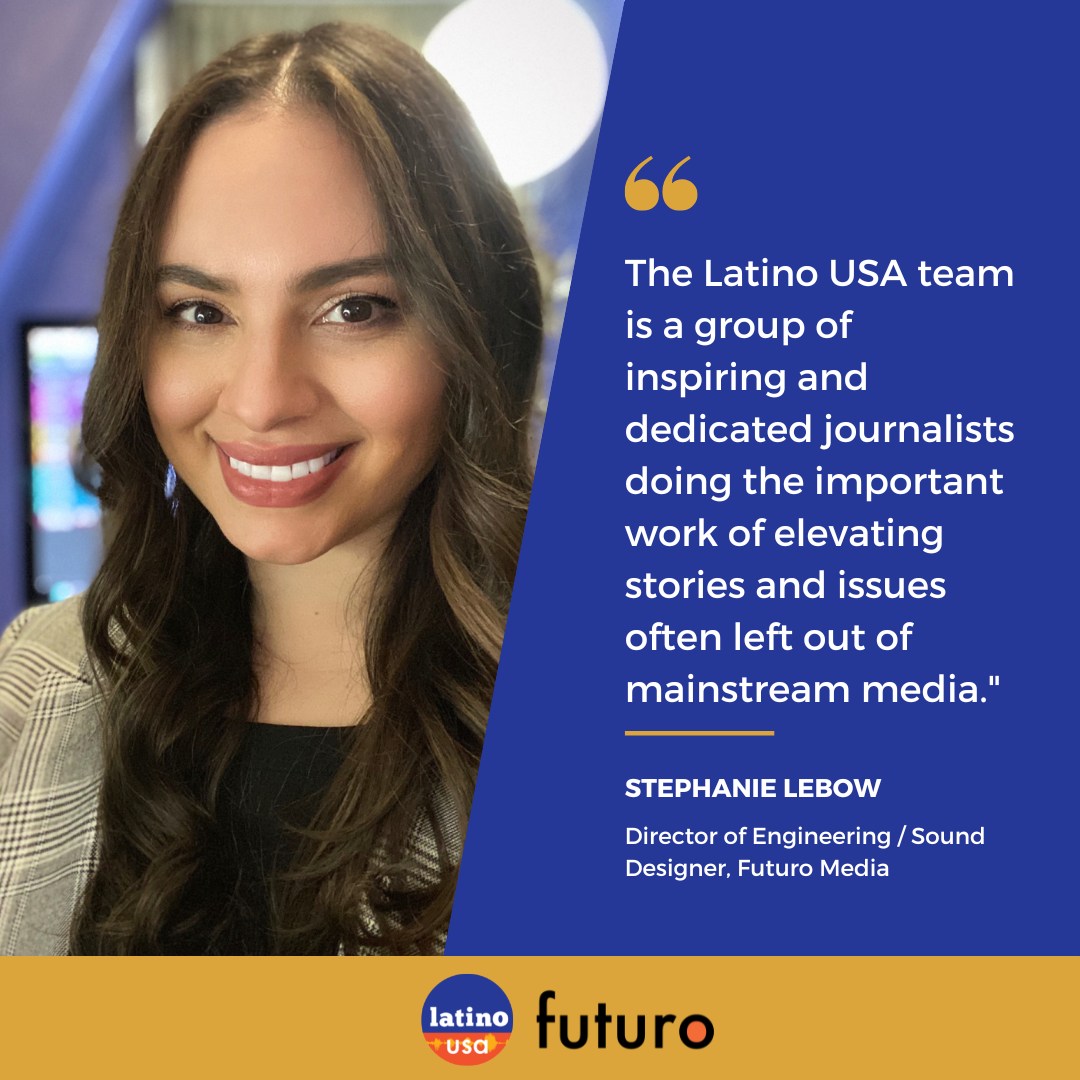 The Latino USA team
is a group of
inspiring and
dedicated journalists
doing the important
work of elevating
stories and issues
often left out of
mainstream media."
STEPHANIE LEBOW
Director of Engineering / Sound
Designer, Futuro Media
latino
usa
futuro